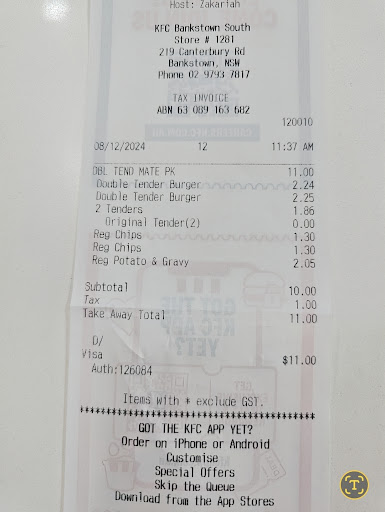 Host: Zakariah
KFC Bankstown South
Store # 1281
219 Canterbury Rd
Bankstown, NSW
Phone 02 9793 7817
TAX INVOICE
ABN 63 089 163 682
120010
08/12/2024 12 11:37 AM
DBL TEND MATE PK 11.00
Double Tender Burger 2.24
Double Tender Burger 2.25
2 Tenders 1.86
Original Tender(2) 0.00
Reg Chips 1.30
Reg Chips 1.30
Reg Potato & Gravy 2.05
Subtotal 10.00
Tax 1.00
Take Away Total 11.00
D/
Visa $11.00
Auth:126084
Items with * exclude GST.
****************************************
GOT THE KFC APP YET?
Order on iPhone or Android
Customise
Special Offers
Skip the Queue
Download from the App Stores